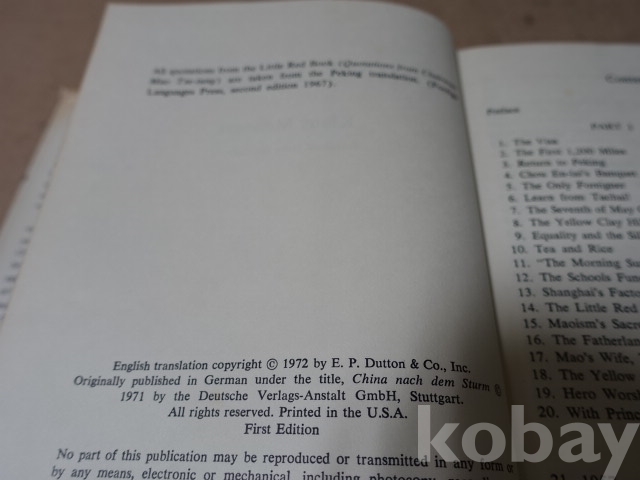 All quotations from the Little Red Book (Quotations from Chairman
Mao Tse-tung) are taken from the Peking translation. (Foreign
Languages Press, second edition 1967).
English translation copyright © 1972 by E. P. Dutton & Co., Inc.
Originally published in German under the title, China nach dem Sturm ©
1971 by the Deutsche Verlags-Anstalt GmbH, Stuttgart.
All rights reserved. Printed in the U.S.A.
First Edition
No part of this publication may be reproduced or transmitted in any form or
by any means, electronic or mechanical, including photocopy,
Preface
PART 1
1. The Visa
2. The First 1,200 Miles
3. Return to Peking
4. Chou En-lai's Banquet
5. The Only Foreigner
6. Learn from Tachai!
7. The Seventh of May
8. The Yellow Clay
9. Equality and the
10. Tea and Rice
11. "The Morning
12. The Schools
13. Shanghai's
14. The Little Red
15. Maoism's
16. The Fatherland
17. Mao's Wife,
18. The Yellow
19. Hero
20. With
kobay